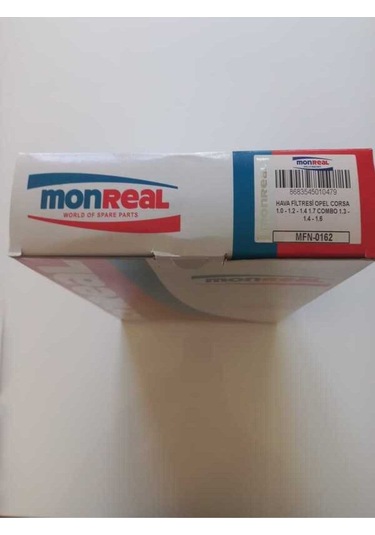 monReaL
WORLD OF SPARE PARTS
monReaL
monReaL
8683545010479
HAVA FİLTRESİ OPEL CORSA
1.0 - 1.2 - 1.4 1.7 COMBO 1.3 -
1.4 - 1.6
MFN-0162